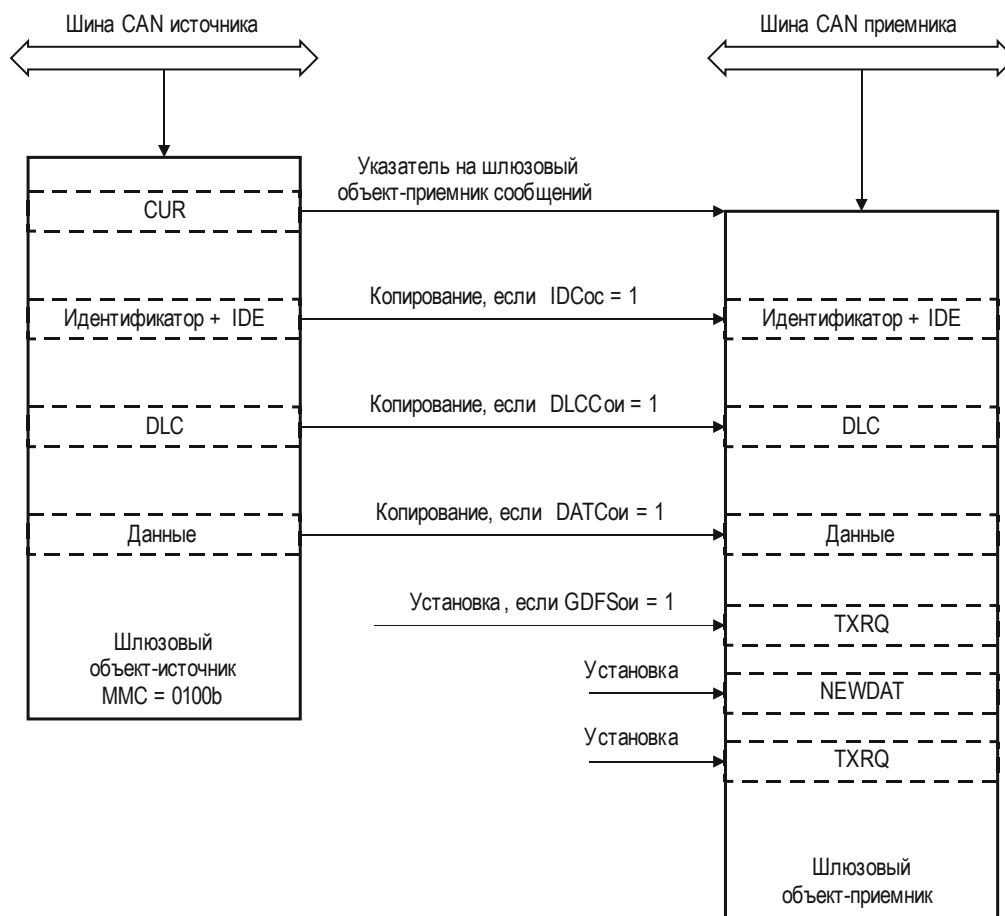 Шина CAN источника
Шина CAN приемника
Указатель на шлюзовый
объект-приемник сообщений
CUR
Копирование, если IDCос = 1
Идентификатор + IDE
Идентификатор + IDE
Копирование, если DLCCои = 1
DLC
DLC
Копирование, если DATCои = 1
Данные
Данные
Установка, если GDFSои = 1
TXRQ
Шлюзовый
объект-источник
MMC = 0100b
Установка
NEWDAT
Установка
TXRQ
Шлюзовый
объект-приемник